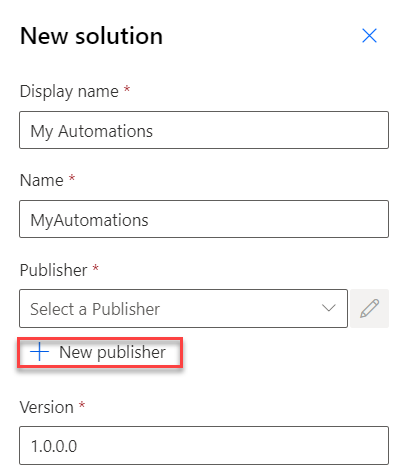 New solution
Display name *
My Automations
Name *
MyAutomations
Publisher *
Select a Publisher
New publisher
Version *
1.0.0.0